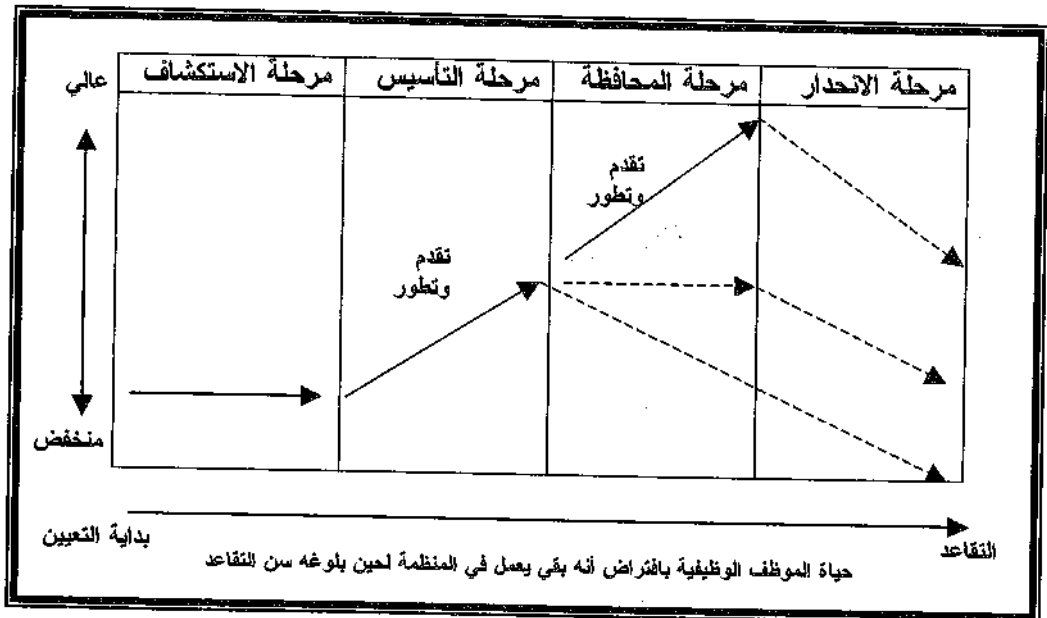 عالي
مرحلة الاستكشاف
مرحلة التأسيس
مرحلة المحافظة
مرحلة الانحدار
تقدم
وتطور
تقدم
وتطور
منخفض
بداية التعيين
التقاعد
حياة الموظف الوظيفية بافتراض أنه بقي يعمل في المنظمة لحين بلوغه سن التقاعد